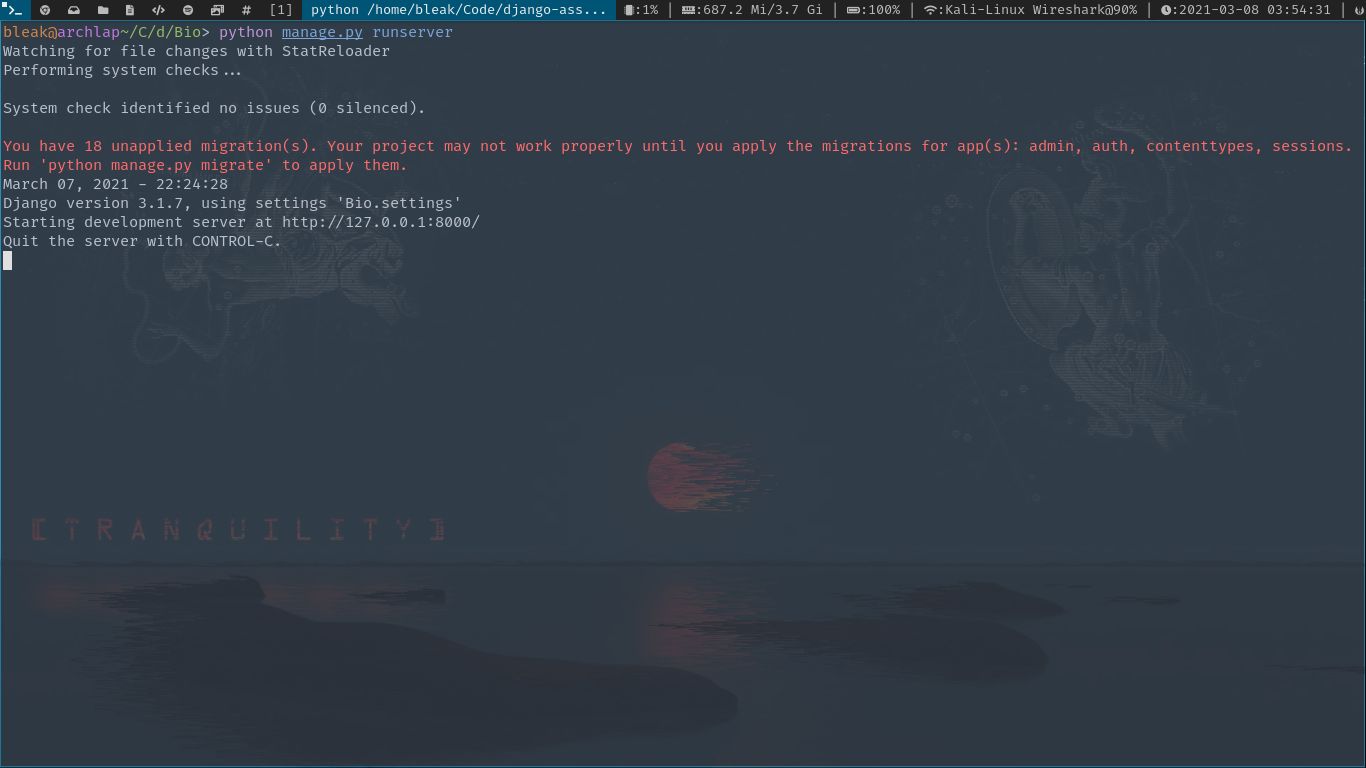 [1] python /home/bleak/Code/django-ass... :1% | :687.2 Mi/3.7 Gi | :100% | :Kali-Linux Wireshark@90% | :2021-03-08 03:54:31 |
bleak@archlap~/C/d/Bio> python manage.py runserver
Watching for file changes with StatReloader
Performing system checks...
System check identified no issues (0 silenced).
You have 18 unapplied migration(s). Your project may not work properly until you apply the migrations for app(s): admin, auth, contenttypes, sessions.
Run 'python manage.py migrate' to apply them.
March 07, 2021 - 22:24:28
Django version 3.1.7, using settings 'Bio.settings'
Starting development server at http://127.0.0.1:8000/
Quit the server with CONTROL-C.
[TRANQUILITY]